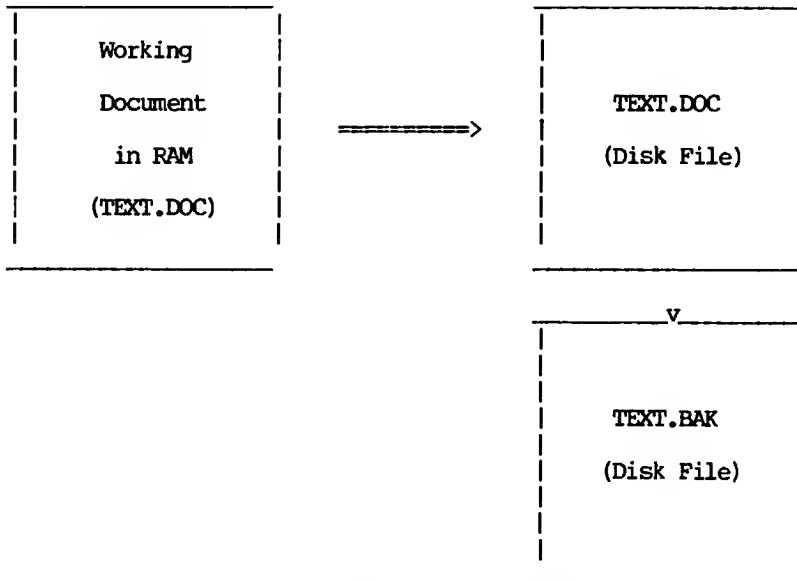 Working
Document
in RAM
(TEXT.DOC)
==========>
TEXT.DOC
(Disk File)
v
TEXT.BAK
(Disk File)